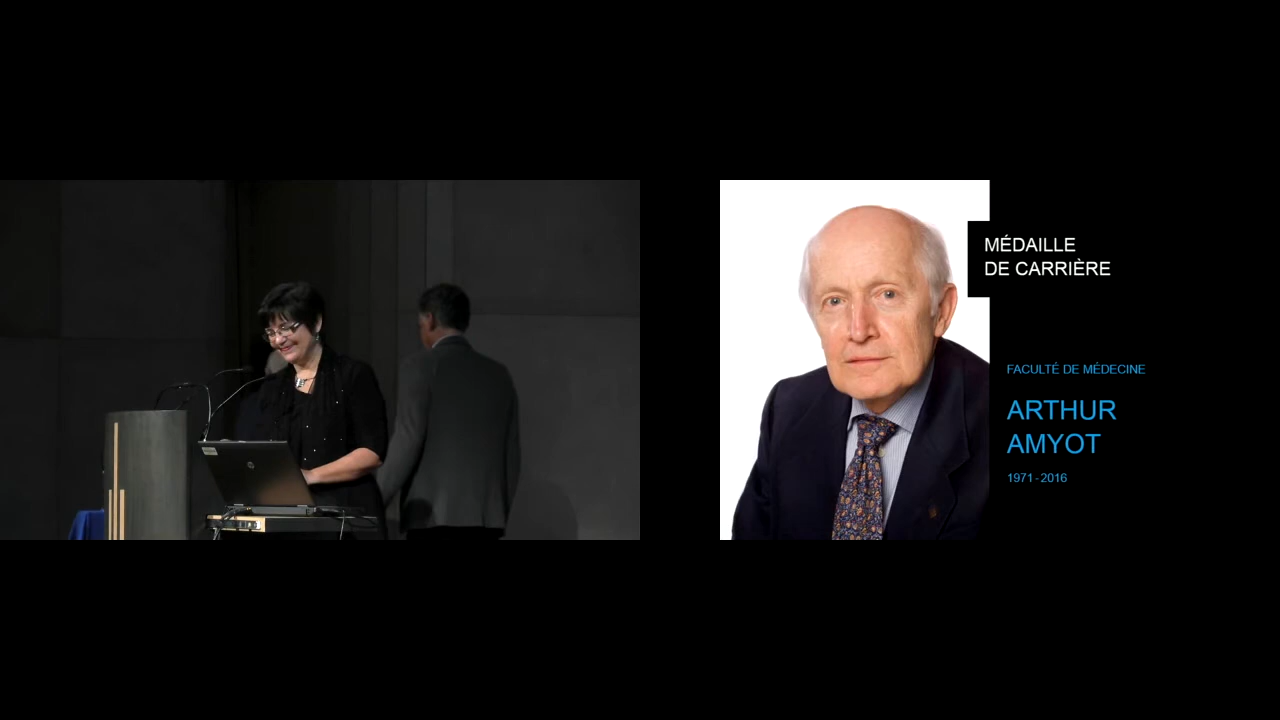 MÉDAILLE
DE CARRIÈRE
FACULTÉ DE MÉDECINE
ARTHUR
AMYOT
1971-2016